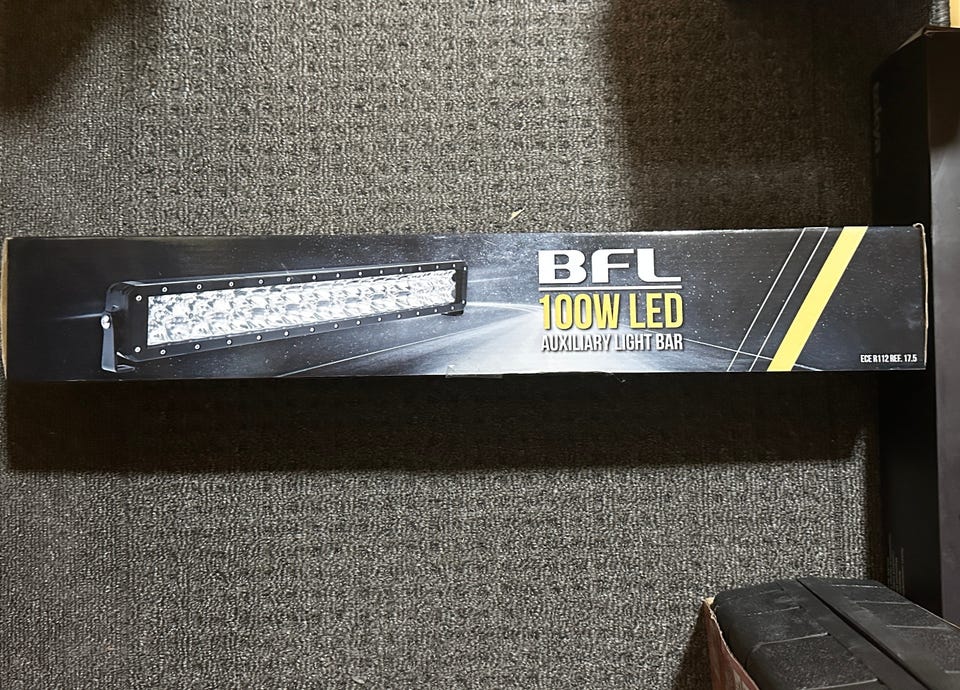 BFL
100W LED
AUXILIARY LIGHT BAR
ECE R112 REF. 17.5